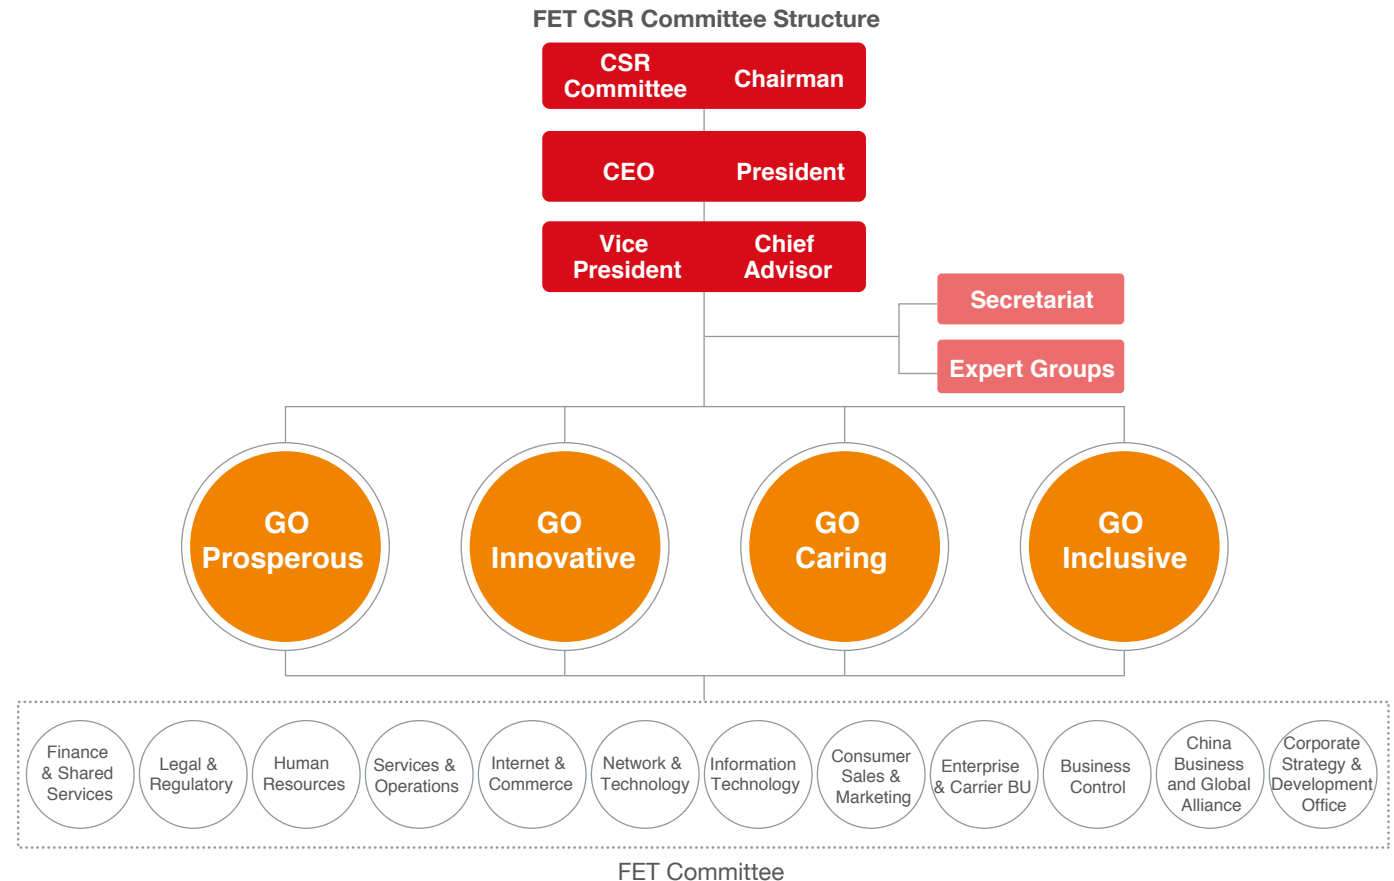 FET CSR Committee Structure
CSR
Committee
Chairman
CEO
President
Vice
President
Chief
Advisor
Secretariat
Expert Groups
GO
Prosperous
GO
Innovative
GO
Caring
GO
Inclusive
Finance
& Shared
Services
Legal &
Regulatory
Human
Resources
Services &
Operations
Internet &
Commerce
Network &
Technology
Information
Technology
Consumer
Sales &
Marketing
Enterprise
& Carrier BU
Business
Control
China
Business
and Global
Alliance
Corporate
Strategy &
Development
Office
FET Committee